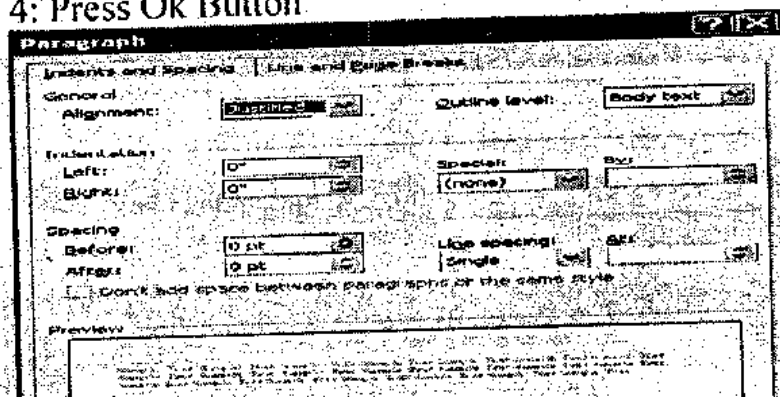 4: Press Ok Button
Paragraph
Indents and Spacing Line and Page Breaks
General
Alignment: Justified Outline level: Body text
Indentation
Left: 0" Special: By:
Right: 0" (none)
Spacing
Before: 0 pt Line spacing: At:
After: 0 pt Single
Don't add space between paragraphs of the same style
Preview